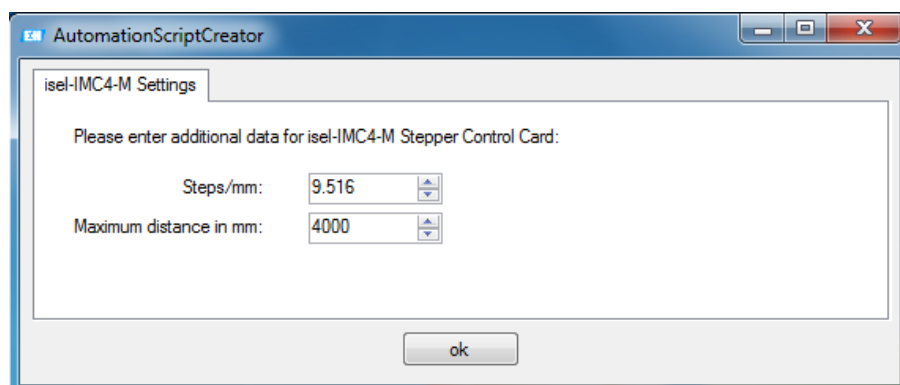 AutomationScriptCreator
isel-IMC4-M Settings
Please enter additional data for isel-IMC4-M Stepper Control Card:
Steps/mm: 9.516
Maximum distance in mm: 4000
ok